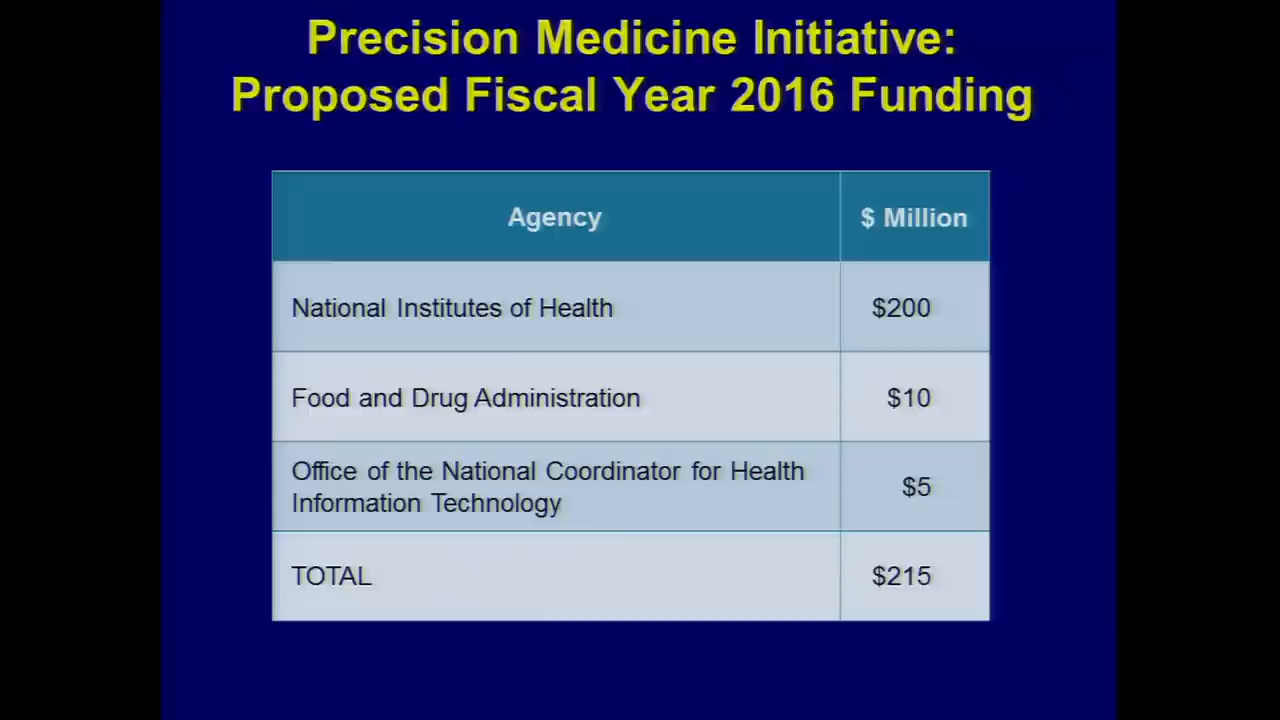 Precision Medicine Initiative:
Proposed Fiscal Year 2016 Funding
Agency
$ Million
National Institutes of Health
$200
Food and Drug Administration
$10
Office of the National Coordinator for Health
Information Technology
$5
TOTAL
$215